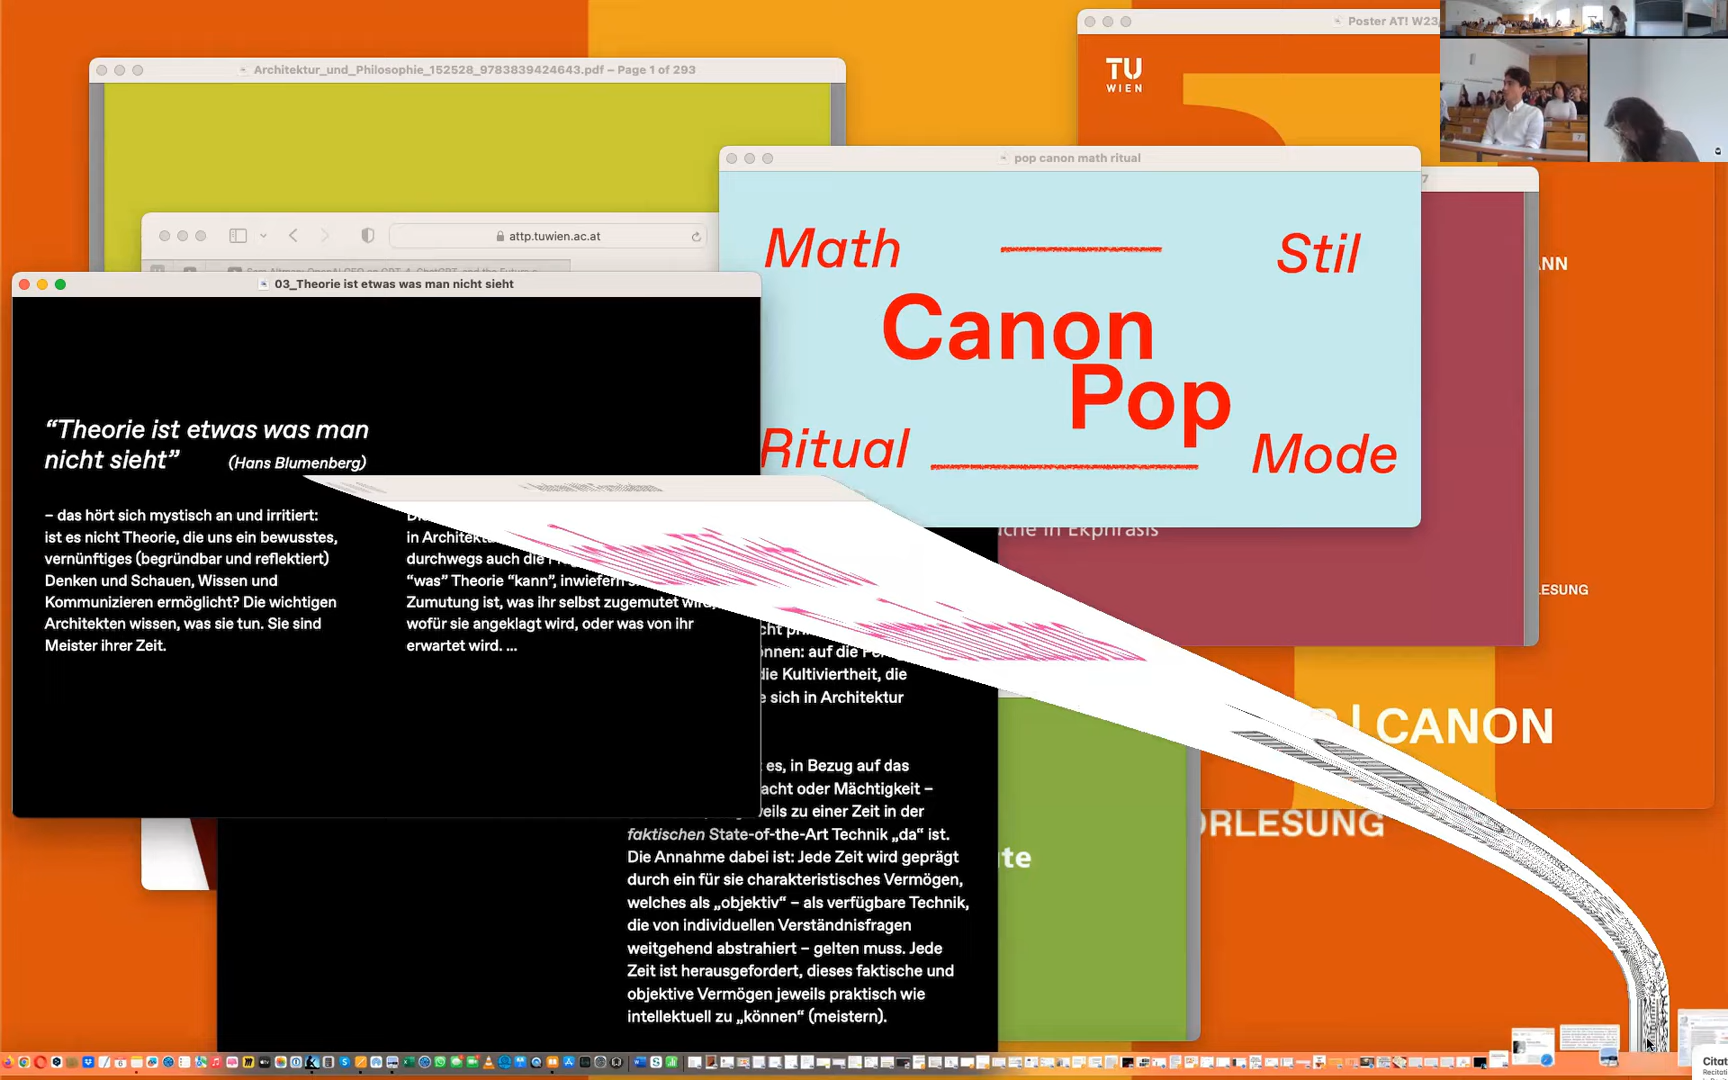 Architektur_und_Philosophie_152528_9783839424643.pdf – Page 1 of 293
Poster AT! W23
TU
WIEN
pop canon math ritual
7
Math
Stil
Canon
Pop
Ritual
Mode
attp.tuwien.ac.at
03_Theorie ist etwas was man nicht sieht
“Theorie ist etwas was man
nicht sieht” (Hans Blumenberg)
– das hört sich mystisch an und irritiert:
ist es nicht Theorie, die uns ein bewusstes,
vernünftiges (begründbar und reflektiert)
Denken und Schauen, Wissen und
Kommunizieren ermöglicht? Die wichtigen
Architekten wissen, was sie tun. Sie sind
Meister ihrer Zeit.
in Architektu
durchwegs auch die
“was” Theorie “kann”, inwiefern
Zumutung ist, was ihr selbst zugemutet wird,
wofür sie angeklagt wird, oder was von ihr
erwartet wird. ...
önnen: auf die
die Kultiviertheit, die
e sich in Architektur
es, in Bezug auf das
acht oder Mächtigkeit –
eils zu einer Zeit in der
faktischen State-of-the-Art Technik „da“ ist.
Die Annahme dabei ist: Jede Zeit wird geprägt
durch ein für sie charakteristisches Vermögen,
welches als „objektiv“ – als verfügbare Technik,
die von individuellen Verständnisfragen
weitgehend abstrahiert – gelten muss. Jede
Zeit ist herausgefordert, dieses faktische und
objektive Vermögen jeweils praktisch wie
intellektuell zu „können“ (meistern).
che in Ekphrasis
ANN
ESUNG
| CANON
ORLESUNG
te
Citat